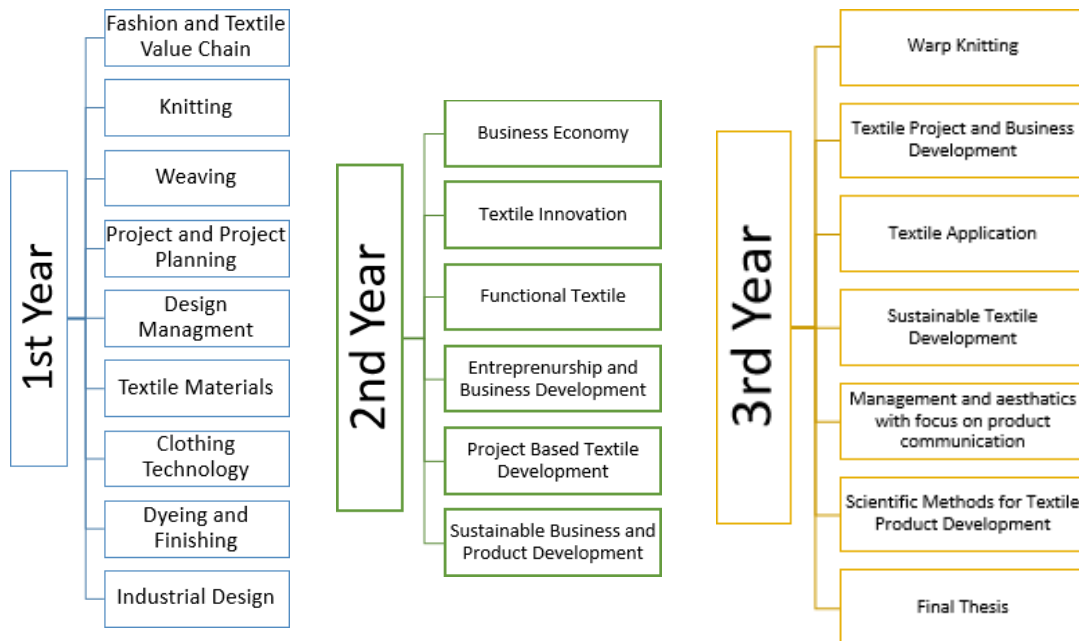 1st Year
Fashion and Textile
Value Chain
Knitting
Weaving
Project and Project
Planning
Design
Managment
Textile Materials
Clothing
Technology
Dyeing and
Finishing
Industrial Design
2nd Year
Business Economy
Textile Innovation
Functional Textile
Entreprenurship and
Business Development
Project Based Textile
Development
Sustainable Business and
Product Development
3rd Year
Warp Knitting
Textile Project and Business
Development
Textile Application
Sustainable Textile
Development
Management and aesthatics
with focus on product
communication
Scientific Methods for Textile
Product Development
Final Thesis